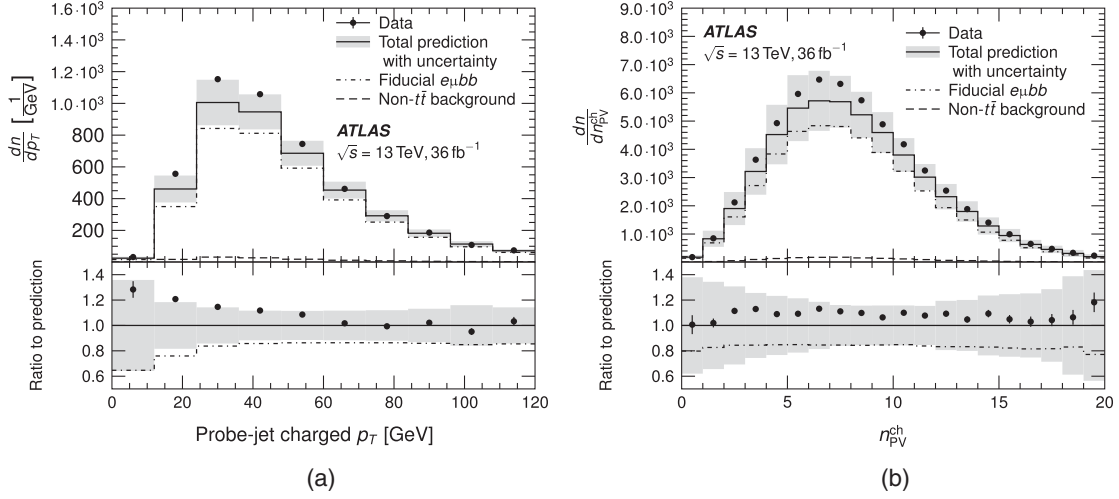 1.6·10³
1.4·10³
1.2·10³
1.0·10³
800
600
400
200
dn/dp_T [1/GeV]
Data
Total prediction
with uncertainty
Fiducial eμbb
Non-tt̄ background
ATLAS
√s = 13 TeV, 36 fb⁻¹
1.4
1.2
1.0
0.8
0.6
Ratio to prediction
0 20 40 60 80 100 120
Probe-jet charged p_T [GeV]
(a)
9.0·10³
8.0·10³
7.0·10³
6.0·10³
5.0·10³
4.0·10³
3.0·10³
2.0·10³
1.0·10³
dn/dn_PV^ch
ATLAS
√s = 13 TeV, 36 fb⁻¹
Data
Total prediction
with uncertainty
Fiducial eμbb
Non-tt̄ background
1.4
1.2
1.0
0.8
0.6
Ratio to prediction
0 5 10 15 20
n_PV^ch
(b)